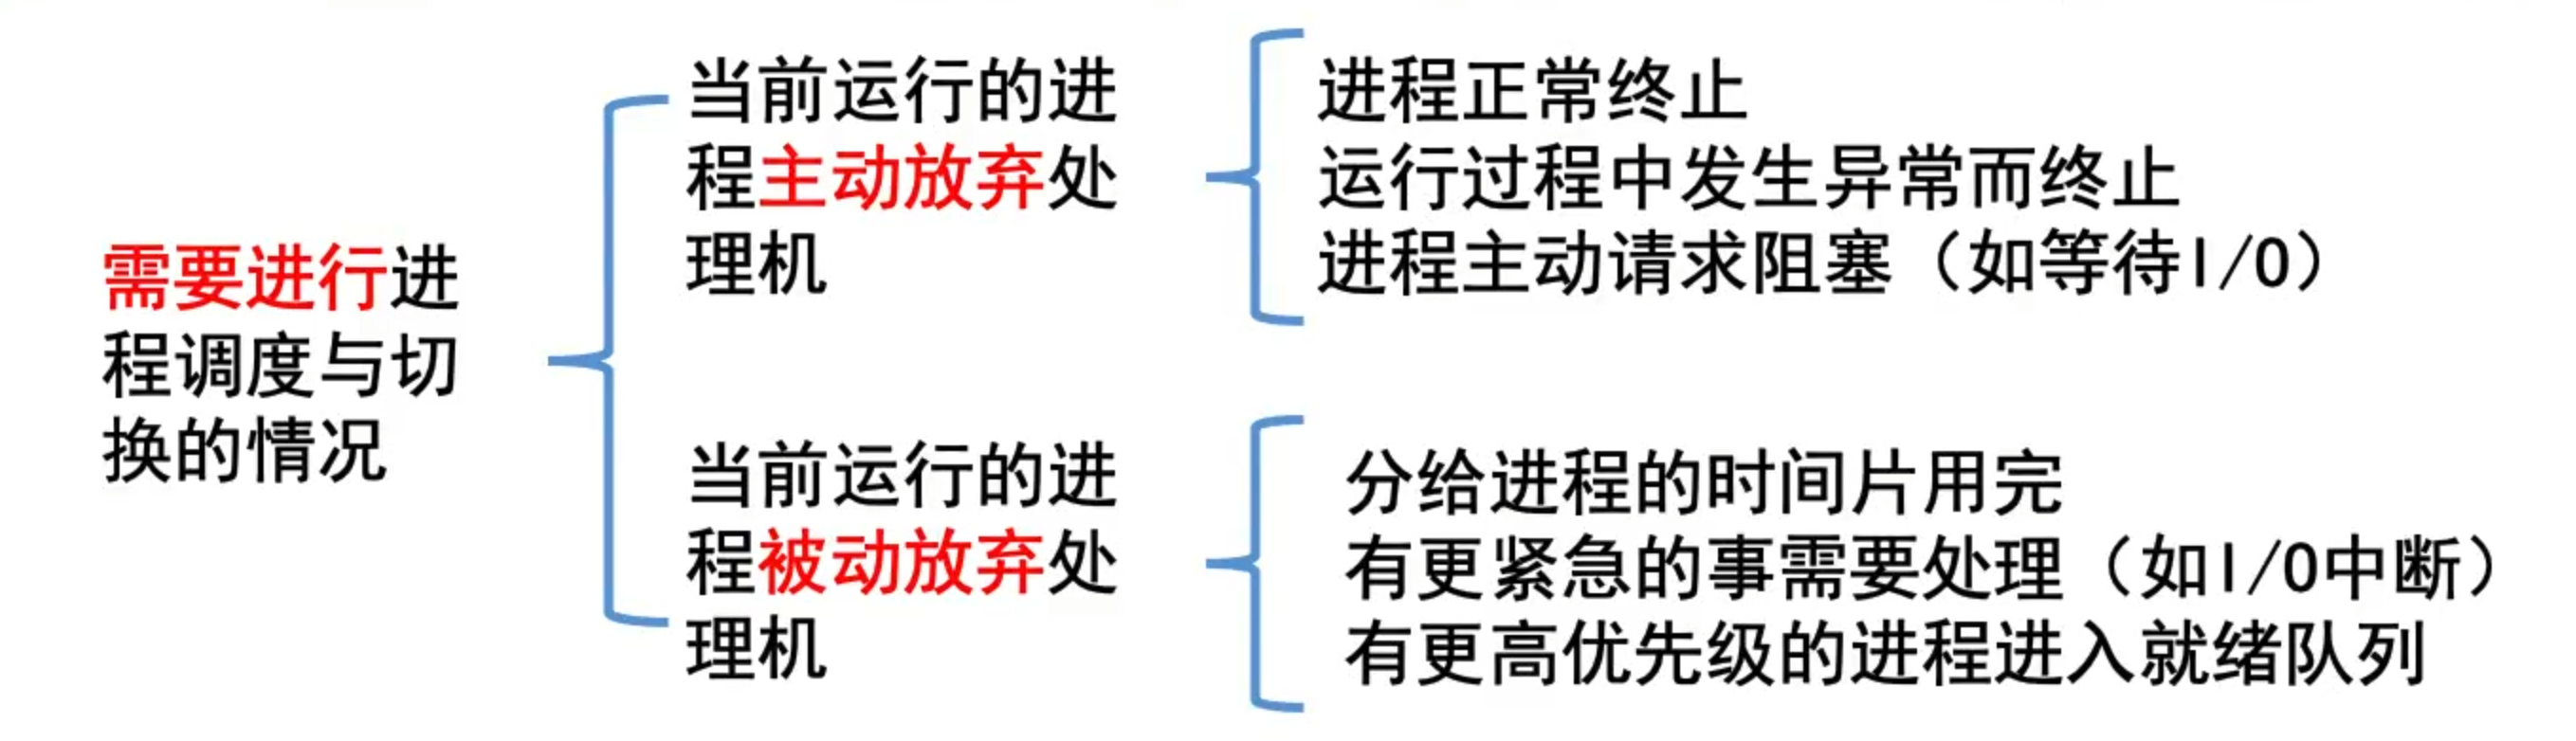 需要进行进
程调度与切
换的情况
当前运行的进
程主动放弃处
理机
进程正常终止
运行过程中发生异常而终止
进程主动请求阻塞（如等待I/O）
当前运行的进
程被动放弃处
理机
分给进程的时间片用完
有更紧急的事需要处理（如I/O中断）
有更高优先级的进程进入就绪队列